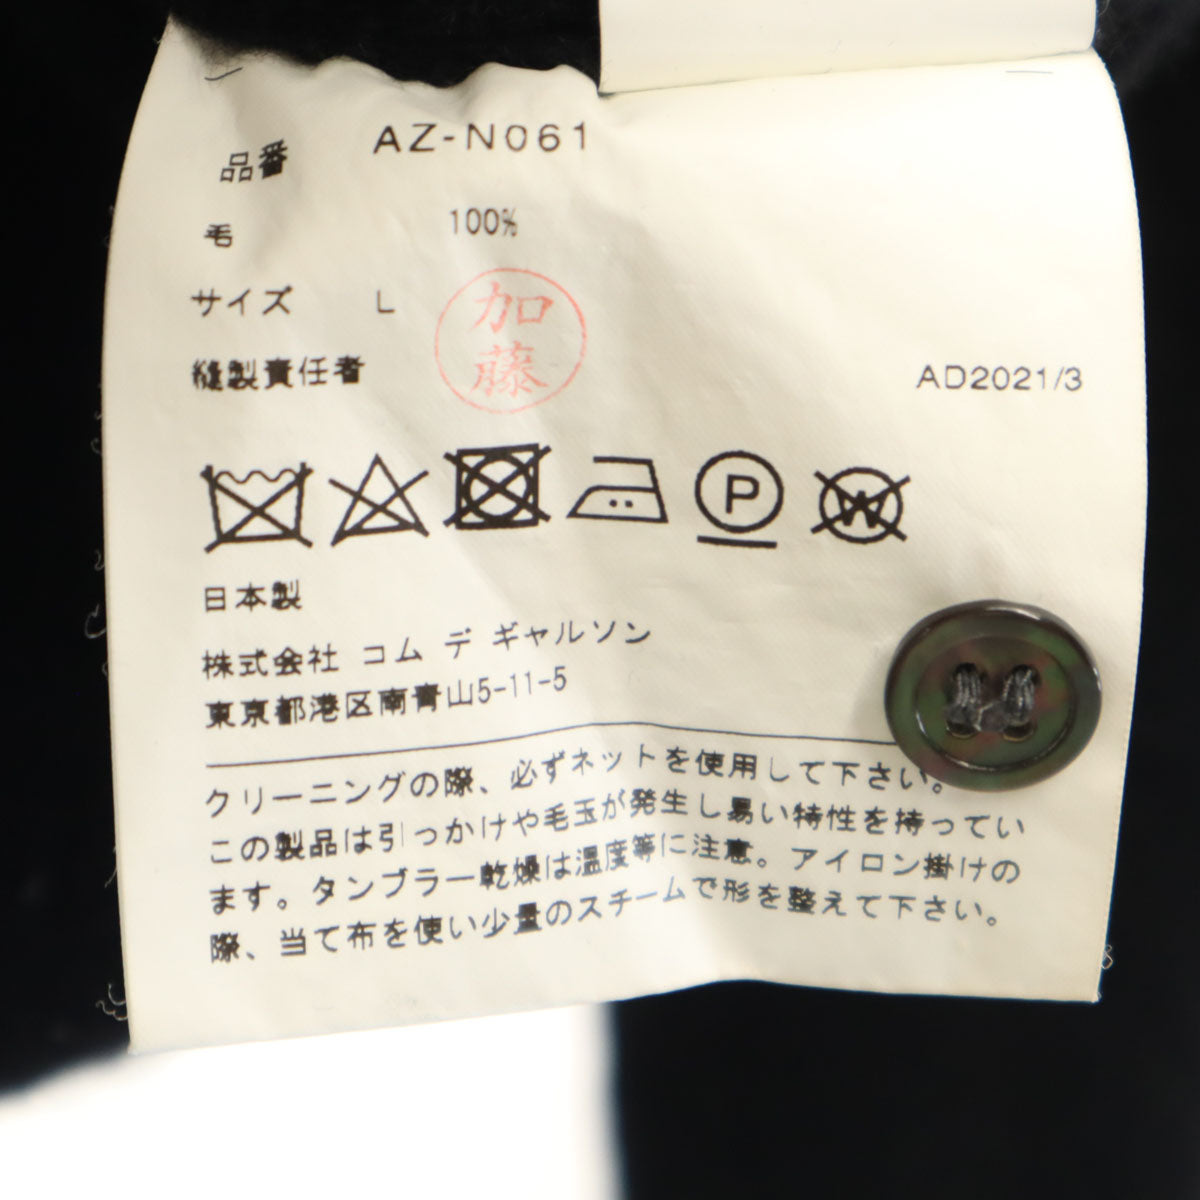 品番 AZ-N061
毛 100%
サイズ L
加藤
縫製責任者
AD2021/3
P
W
日本製
株式会社 コム デ ギャルソン
東京都港区南青山5-11-5
クリーニングの際、必ずネットを使用して下さい。
この製品は引っかけや毛玉が発生し易い特性を持ってい
ます。タンブラー乾燥は温度等に注意。アイロン掛けの
際、当て布を使い少量のスチームで形を整えて下さい。